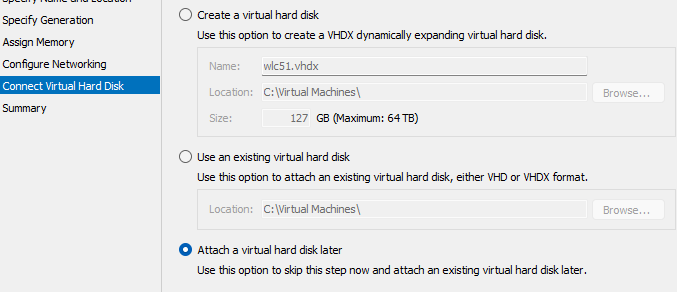 Specify Generation
Assign Memory
Configure Networking
Connect Virtual Hard Disk
Summary
Create a virtual hard disk
Use this option to create a VHDX dynamically expanding virtual hard disk.
Name: wlc51.vhdx
Location: C:\Virtual Machines\ Browse...
Size: 127 GB (Maximum: 64 TB)
Use an existing virtual hard disk
Use this option to attach an existing virtual hard disk, either VHD or VHDX format.
Location: C:\Virtual Machines\ Browse...
Attach a virtual hard disk later
Use this option to skip this step now and attach an existing virtual hard disk later.